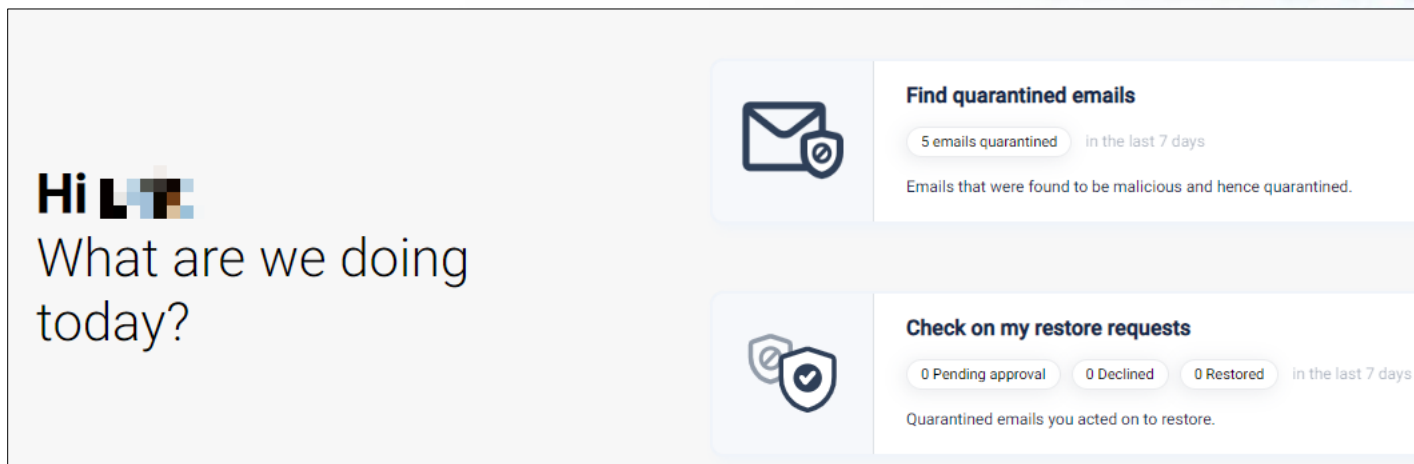 Hi
What are we doing
today?
Find quarantined emails
5 emails quarantined in the last 7 days
Emails that were found to be malicious and hence quarantined.
Check on my restore requests
0 Pending approval 0 Declined 0 Restored in the last 7 days
Quarantined emails you acted on to restore.